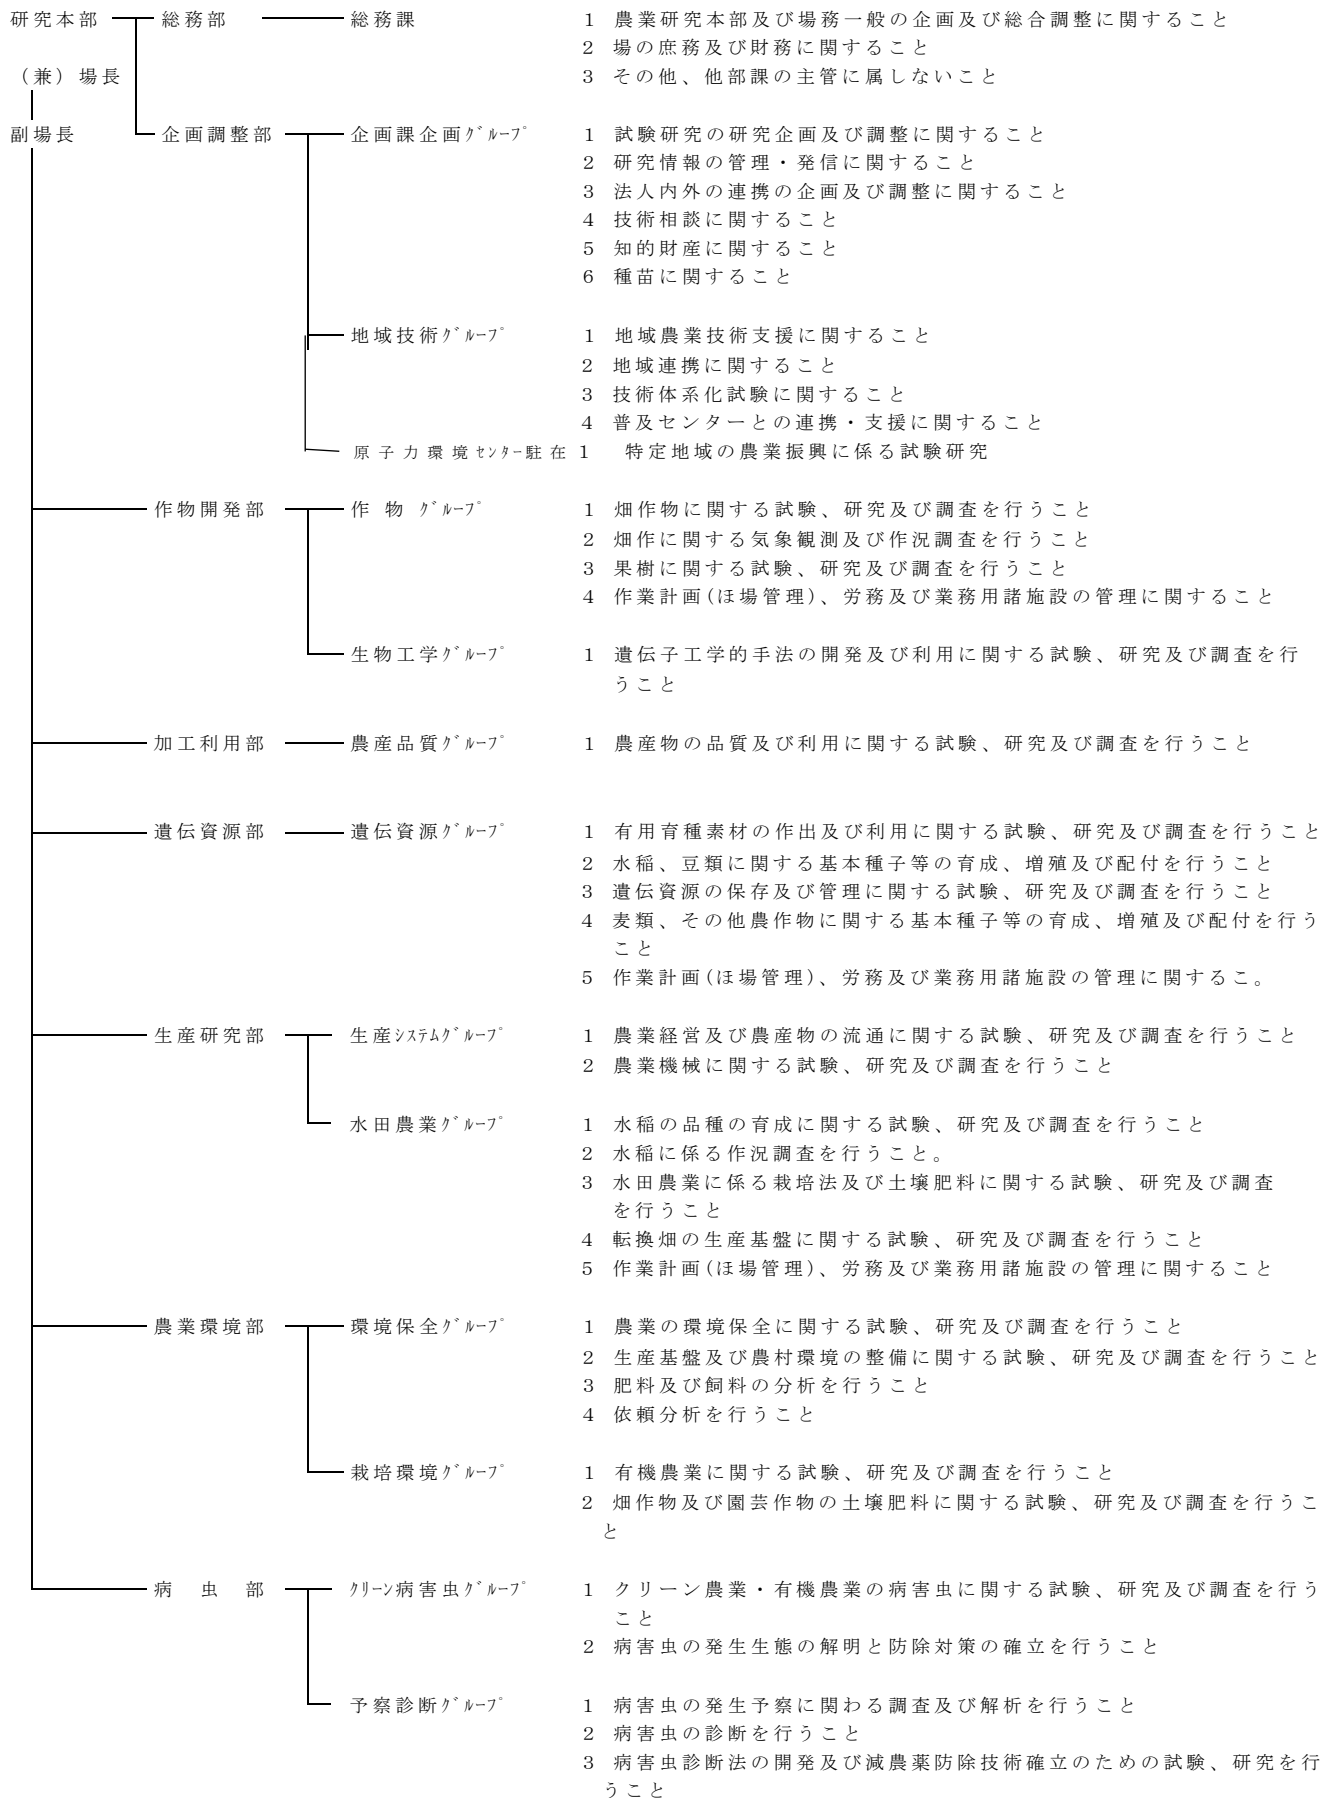 研究本部 総務部 総務課 1 農業研究本部及び場務一般の企画及び総合調整に関すること
2 場の庶務及び財務に関すること
（兼）場長 3 その他、他部課の主管に属しないこと
副場長 企画調整部 企画課企画ｸﾞﾙｰﾌﾟ 1 試験研究の研究企画及び調整に関すること
2 研究情報の管理・発信に関すること
3 法人内外の連携の企画及び調整に関すること
4 技術相談に関すること
5 知的財産に関すること
6 種苗に関すること
地域技術ｸﾞﾙｰﾌﾟ 1 地域農業技術支援に関すること
2 地域連携に関すること
3 技術体系化試験に関すること
4 普及センターとの連携・支援に関すること
原子力環境ｾﾝﾀｰ駐在 1 特定地域の農業振興に係る試験研究
作物開発部 作 物 ｸﾞﾙｰﾌﾟ 1 畑作物に関する試験、研究及び調査を行うこと
2 畑作に関する気象観測及び作況調査を行うこと
3 果樹に関する試験、研究及び調査を行うこと
4 作業計画(ほ場管理)、労務及び業務用諸施設の管理に関すること
生物工学ｸﾞﾙｰﾌﾟ 1 遺伝子工学的手法の開発及び利用に関する試験、研究及び調査を行
うこと
加工利用部 農産品質ｸﾞﾙｰﾌﾟ 1 農産物の品質及び利用に関する試験、研究及び調査を行うこと
遺伝資源部 遺伝資源ｸﾞﾙｰﾌﾟ 1 有用育種素材の作出及び利用に関する試験、研究及び調査を行うこと
2 水稲、豆類に関する基本種子等の育成、増殖及び配付を行うこと
3 遺伝資源の保存及び管理に関する試験、研究及び調査を行うこと
4 麦類、その他農作物に関する基本種子等の育成、増殖及び配付を行う
こと
5 作業計画(ほ場管理)、労務及び業務用諸施設の管理に関するこ。
生産研究部 生産ｼｽﾃﾑｸﾞﾙｰﾌﾟ 1 農業経営及び農産物の流通に関する試験、研究及び調査を行うこと
2 農業機械に関する試験、研究及び調査を行うこと
水田農業ｸﾞﾙｰﾌﾟ 1 水稲の品種の育成に関する試験、研究及び調査を行うこと
2 水稲に係る作況調査を行うこと。
3 水田農業に係る栽培法及び土壌肥料に関する試験、研究及び調査
を行うこと
4 転換畑の生産基盤に関する試験、研究及び調査を行うこと
5 作業計画(ほ場管理)、労務及び業務用諸施設の管理に関すること
農業環境部 環境保全ｸﾞﾙｰﾌﾟ 1 農業の環境保全に関する試験、研究及び調査を行うこと
2 生産基盤及び農村環境の整備に関する試験、研究及び調査を行うこと
3 肥料及び飼料の分析を行うこと
4 依頼分析を行うこと
栽培環境ｸﾞﾙｰﾌﾟ 1 有機農業に関する試験、研究及び調査を行うこと
2 畑作物及び園芸作物の土壌肥料に関する試験、研究及び調査を行うこ
と
病 虫 部 ｸﾘｰﾝ病害虫ｸﾞﾙｰﾌﾟ 1 クリーン農業・有機農業の病害虫に関する試験、研究及び調査を行う
こと
2 病害虫の発生生態の解明と防除対策の確立を行うこと
予察診断ｸﾞﾙｰﾌﾟ 1 病害虫の発生予察に関わる調査及び解析を行うこと
2 病害虫の診断を行うこと
3 病害虫診断法の開発及び減農薬防除技術確立のための試験、研究を行
うこと